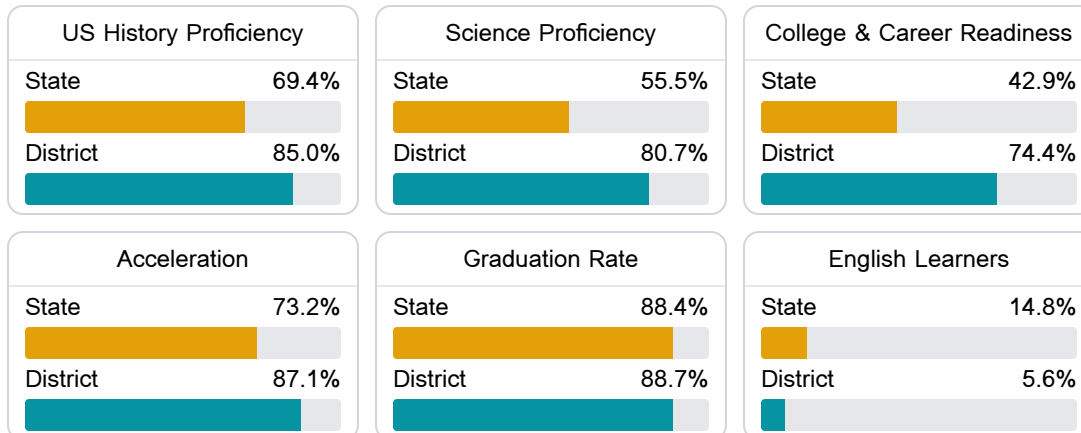 US History Proficiency
State 69.4%
District 85.0%
Science Proficiency
State 55.5%
District 80.7%
College & Career Readiness
State 42.9%
District 74.4%
Acceleration
State 73.2%
District 87.1%
Graduation Rate
State 88.4%
District 88.7%
English Learners
State 14.8%
District 5.6%